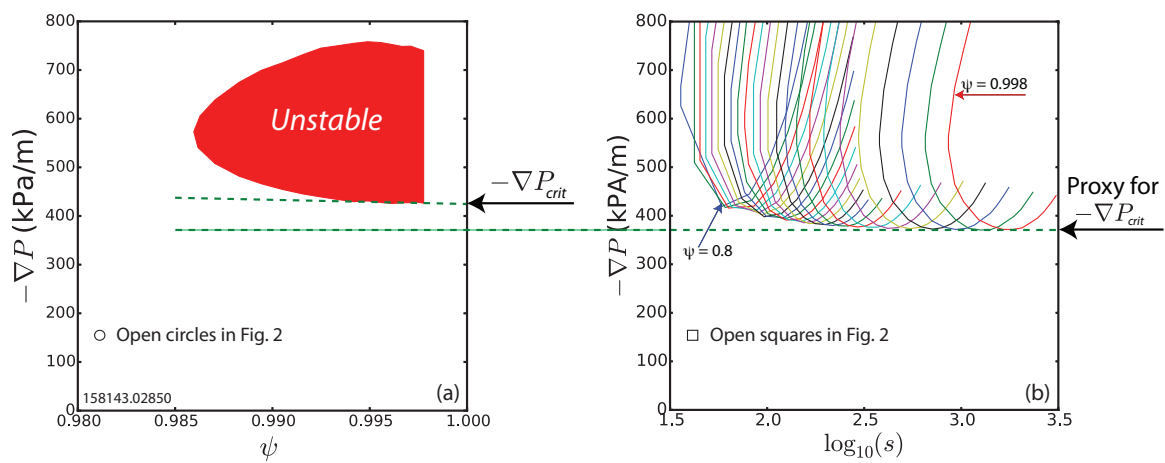 800
700
600
500
400
300
200
100
0
−∇P (kPa/m)
Unstable
−∇P_crit
○ Open circles in Fig. 2
158143.02850
(a)
0.980 0.985 0.990 0.995 1.000
ψ
800
700
600
500
400
300
200
100
0
−∇P (kPA/m)
ψ = 0.998
ψ = 0.8
Proxy for
−∇P_crit
□ Open squares in Fig. 2
(b)
1.5 2.0 2.5 3.0 3.5
log₁₀(s)